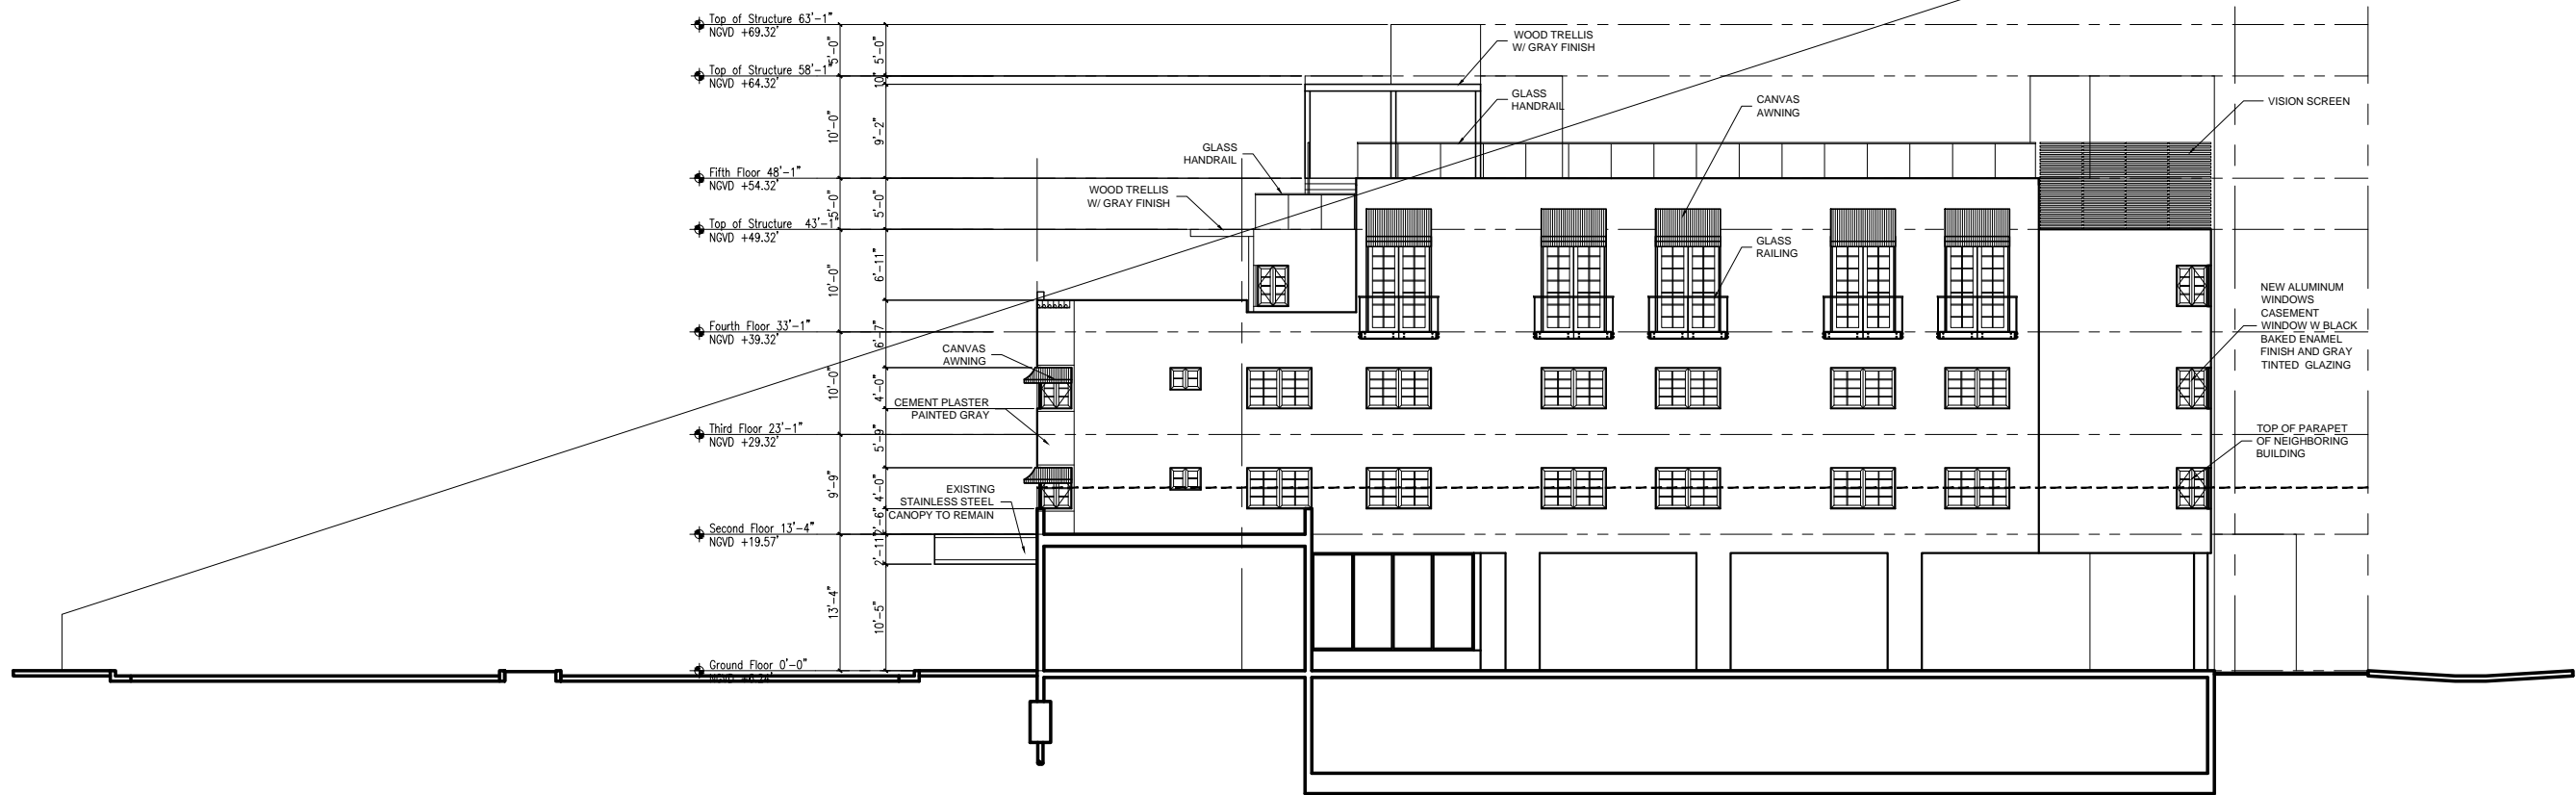 Top of Structure 63'-1"
NGVD +69.32'
Top of Structure 58'-1"
NGVD +64.32'
Fifth Floor 48'-1"
NGVD +54.32'
Top of Structure 43'-1"
NGVD +49.32'
Fourth Floor 33'-1"
NGVD +39.32'
Third Floor 23'-1"
NGVD +29.32'
Second Floor 13'-4"
NGVD +19.57'
Ground Floor 0'-0"
5'-0"
10'-0"
5'-0"
10'-0"
10'-0"
9'-9"
13'-4"
5'-0"
10"
9'-2"
5'-0"
6'-11"
6'-7"
4'-0"
5'-9"
4'-0"
2'-6"
2'-11"
10'-5"
WOOD TRELLIS
W/ GRAY FINISH
GLASS
HANDRAIL
CANVAS
AWNING
VISION SCREEN
GLASS
HANDRAIL
WOOD TRELLIS
W/ GRAY FINISH
GLASS
RAILING
NEW ALUMINUM
WINDOWS
CASEMENT
WINDOW W BLACK
BAKED ENAMEL
FINISH AND GRAY
TINTED GLAZING
CANVAS
AWNING
CEMENT PLASTER
PAINTED GRAY
TOP OF PARAPET
OF NEIGHBORING
BUILDING
EXISTING
STAINLESS STEEL
CANOPY TO REMAIN